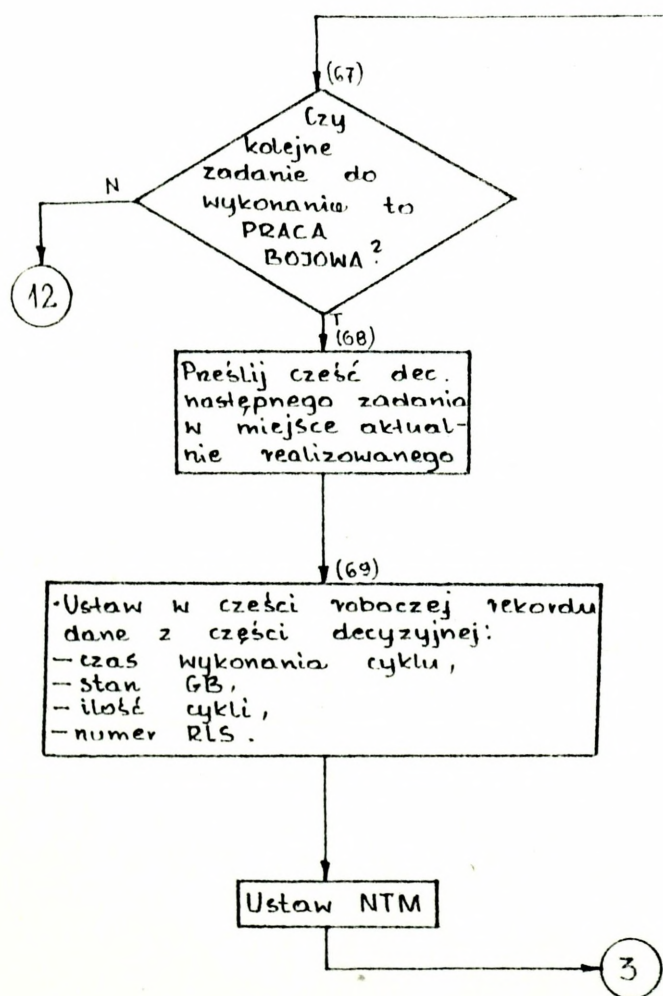 (67)
Czy
kolejne
zadanie do
wykonania to
PRACA
BOJOWA?
N
12
T
(68)
Prześlij cześć dec.
następnego zadania
w miejsce aktual-
nie realizowanego
(69)
·Ustaw w cześci roboczej rekordu
dane z części decyzyjnej:
- czas wykonania cyklu,
- stan GB,
- ilość cykli,
- numer RLS.
Ustaw NTM
3